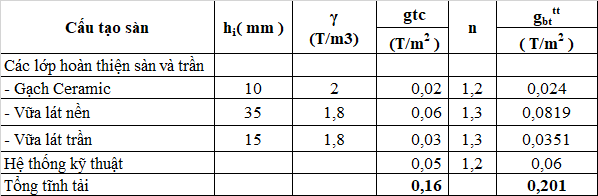 Cấu tạo sàn hᵢ( mm ) γ (T/m3) gtc (T/m²) n g_bt^tt ( T/m²)
Các lớp hoàn thiện sàn và trần
- Gạch Ceramic 10 2 0,02 1,2 0,024
- Vữa lát nền 35 1,8 0,06 1,3 0,0819
- Vữa lát trần 15 1,8 0,03 1,3 0,0351
Hệ thống kỹ thuật 0,05 1,2 0,06
Tổng tĩnh tải 0,16 0,201